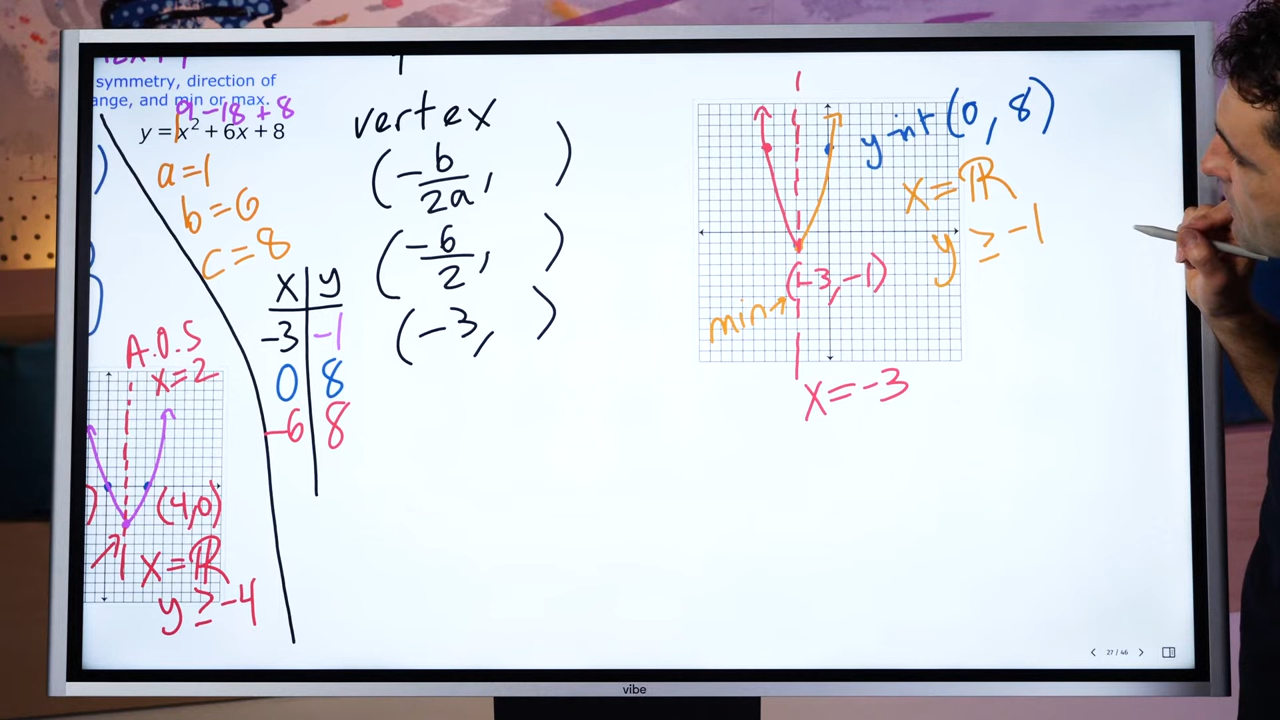 symmetry, direction of
ange, and min or max.
9 - 18 + 8
y = x² + 6x + 8
a = 1
b = 6
c = 8
x | y
-3 | -1
0 | 8
-6 | 8
A.O.S
x = 2
(4,0)
x = ℝ
y ≥ -4
vertex
(-b/2a, )
(-6/2, )
(-3, )
y-int (0, 8)
x = ℝ
y ≥ -1
(-3, -1)
min →
x = -3
27 / 46
vibe